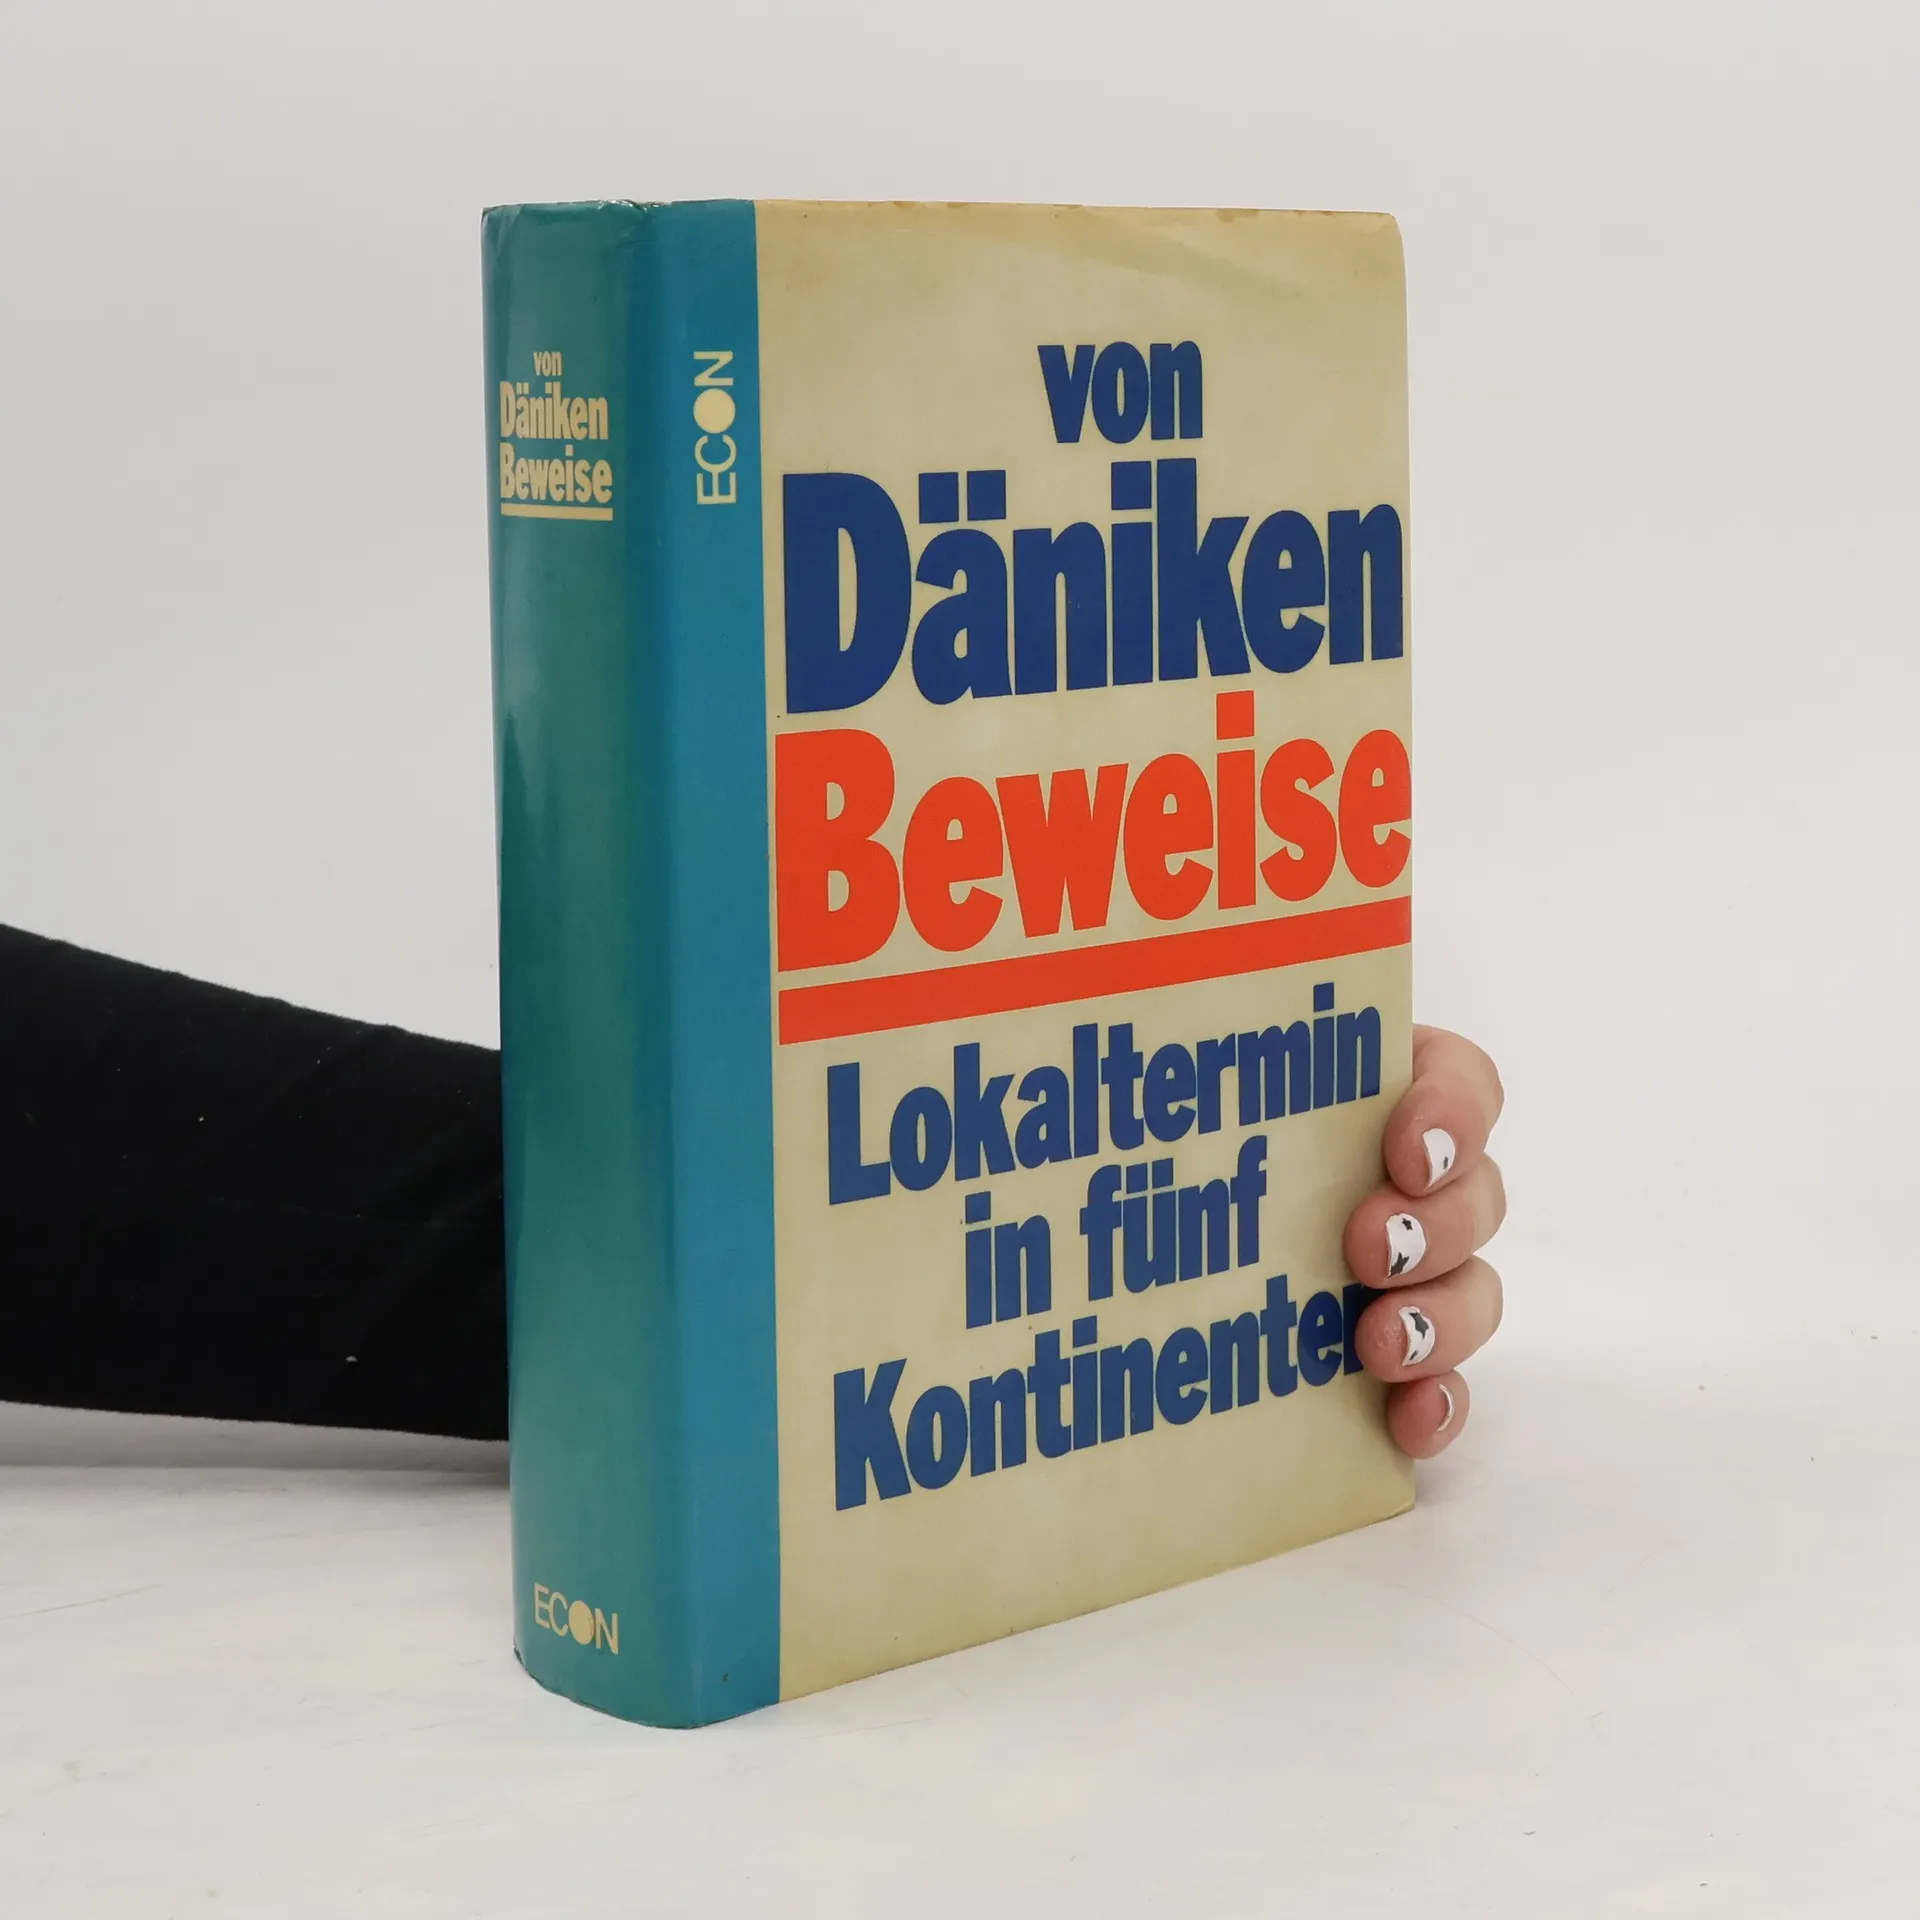 von
Däniken
Beweise
ECON
ECON
von
Däniken
Beweise
Lokaltermin
in fünf
Kontinenten